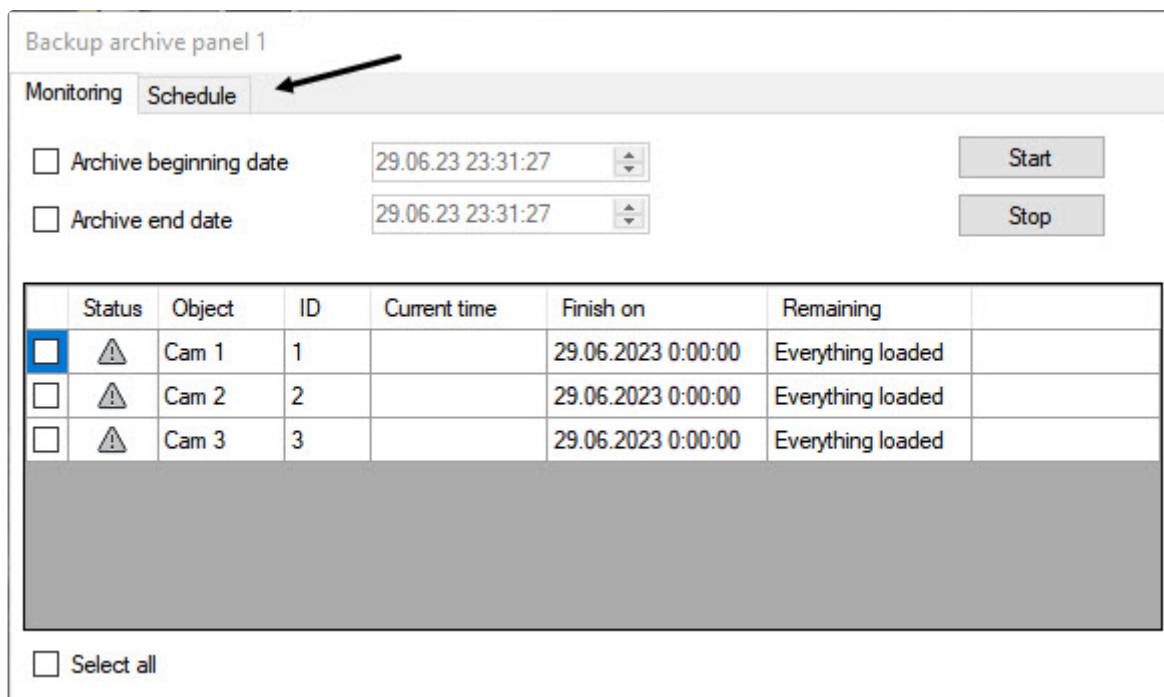 Backup archive panel 1
Monitoring Schedule
Archive beginning date 29.06.23 23:31:27 Start
Archive end date 29.06.23 23:31:27 Stop
Status Object ID Current time Finish on Remaining
Cam 1 1 29.06.2023 0:00:00 Everything loaded
Cam 2 2 29.06.2023 0:00:00 Everything loaded
Cam 3 3 29.06.2023 0:00:00 Everything loaded
Select all